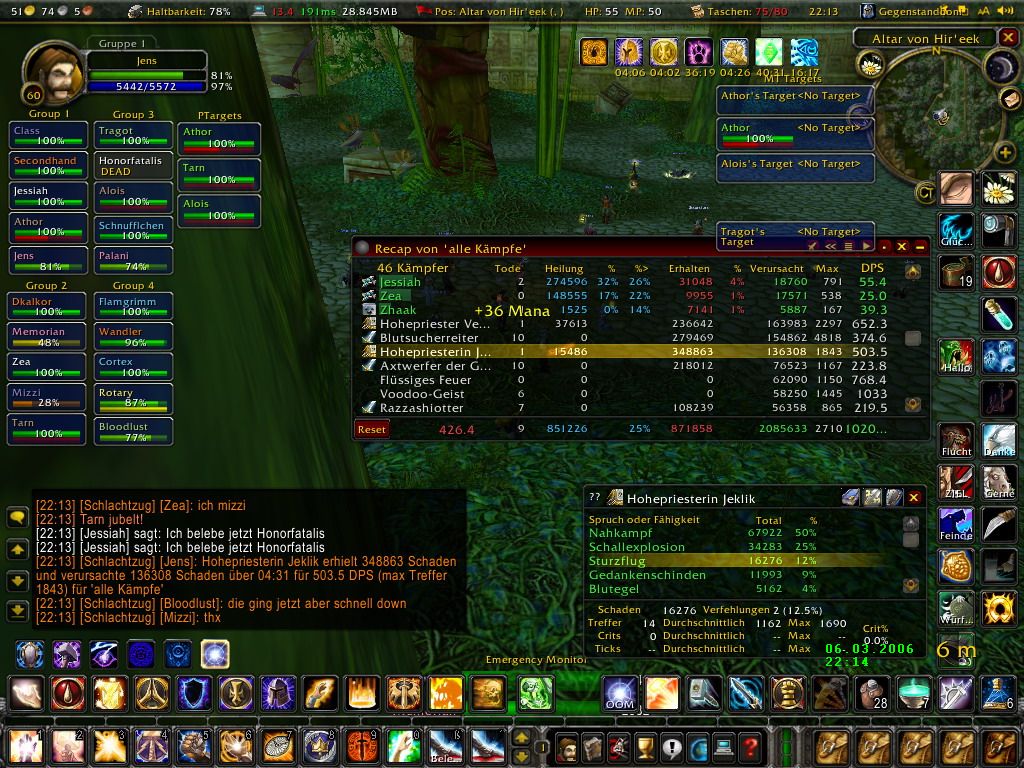 51 74 5 Haltbarkeit: 78% 13.4 191ms 28.845MB Pos: Altar von Hir'eek ( , ) HP: 55 MP: 50 Taschen: 75/80 22:13
Altar von Hir'eek
Gruppe 1
Jens
81%
5442/5572 97%
60
04:06 04:02 36:19 04:26 40:31 16:17
MT Targets
Athor's Target <No Target>
Athor <No Target>
100%
Alois's Target <No Target>
Tragot's Target <No Target>
Group 1
Class
100%
Secondhand
100%
Jessiah
100%
Athor
100%
Jens
81%
Group 2
Dkalkor
100%
Memorian
48%
Zea
100%
Mizzi
28%
Tarn
100%
Group 3
Tragot
100%
Honorfatalis
DEAD
Alois
100%
Schnufflchen
100%
Palani
74%
Group 4
Flamgrimm
100%
Wandler
96%
Cortex
100%
Rotary
87%
Bloodlust
77%
PTargets
Athor
100%
Tarn
100%
Alois
100%
Recap von 'alle Kämpfe'
46 Kämpfer Tode Heilung % %> Erhalten % Verursacht Max DPS
Jessiah 2 274596 32% 26% 31048 4% 18760 791 55.4
Zea 0 148555 17% 22% 9955 1% 17571 538 25.0
Zhaak 1525 0% 14% 7141 1% 5887 167 39.3
+36 Mana
Hohepriester Ve... 1 37613 236642 163983 2297 652.3
Blutsucherreiter 10 0 279469 154862 4818 374.6
Hohepriesterin J... 1 15486 348863 136308 1843 503.5
Axtwerfer der G... 10 0 218012 76523 1167 223.8
Flüssiges Feuer 0 0 62090 1150 768.4
Voodoo-Geist 6 0 0 58250 1445 1033
Razzashiotter 7 0 108239 56358 865 219.5
Reset 426.4 9 851226 25% 871858 2085633 2710 1020...
[22:13] [Schlachtzug] [Zea]: ich mizzi
[22:13] Tarn jubelt!
[22:13] [Jessiah] sagt: Ich belebe jetzt Honorfatalis
[22:13] [Jessiah] sagt: Ich belebe jetzt Honorfatalis
[22:13] [Schlachtzug] [Jens]: Hohepriesterin Jeklik erhielt 348863 Schaden
und verursachte 136308 Schaden über 04:31 für 503.5 DPS (max Treffer
1843) für 'alle Kämpfe'
[22:13] [Schlachtzug] [Bloodlust]: die ging jetzt aber schnell down
[22:13] [Schlachtzug] [Mizzi]: thx
?? Hohepriesterin Jeklik
Spruch oder Fähigkeit Total %
Nahkampf 67922 50%
Schallexplosion 34283 25%
Sturzflug 16276 12%
Gedankenschinden 11993 9%
Blutegel 5162 4%
Schaden 16276 Verfehlungen 2 (12.5%)
Treffer 14 Durchschnittlich 1162 Max 1690
Crits 0 Durchschnittlich -- Max -- Crit% 0.0%
Ticks -- Durchschnittlich -- Max
06.03.2006
22:14
Emergency Monitor
CT
Gluc...
19
Hallo
Flucht
Danke
ZIEL
Gerne
Feinde
Wurf...
6 m
OOM
28
7
6
1 2 3 4 5 6 7 8 9 0 ß
Bele...